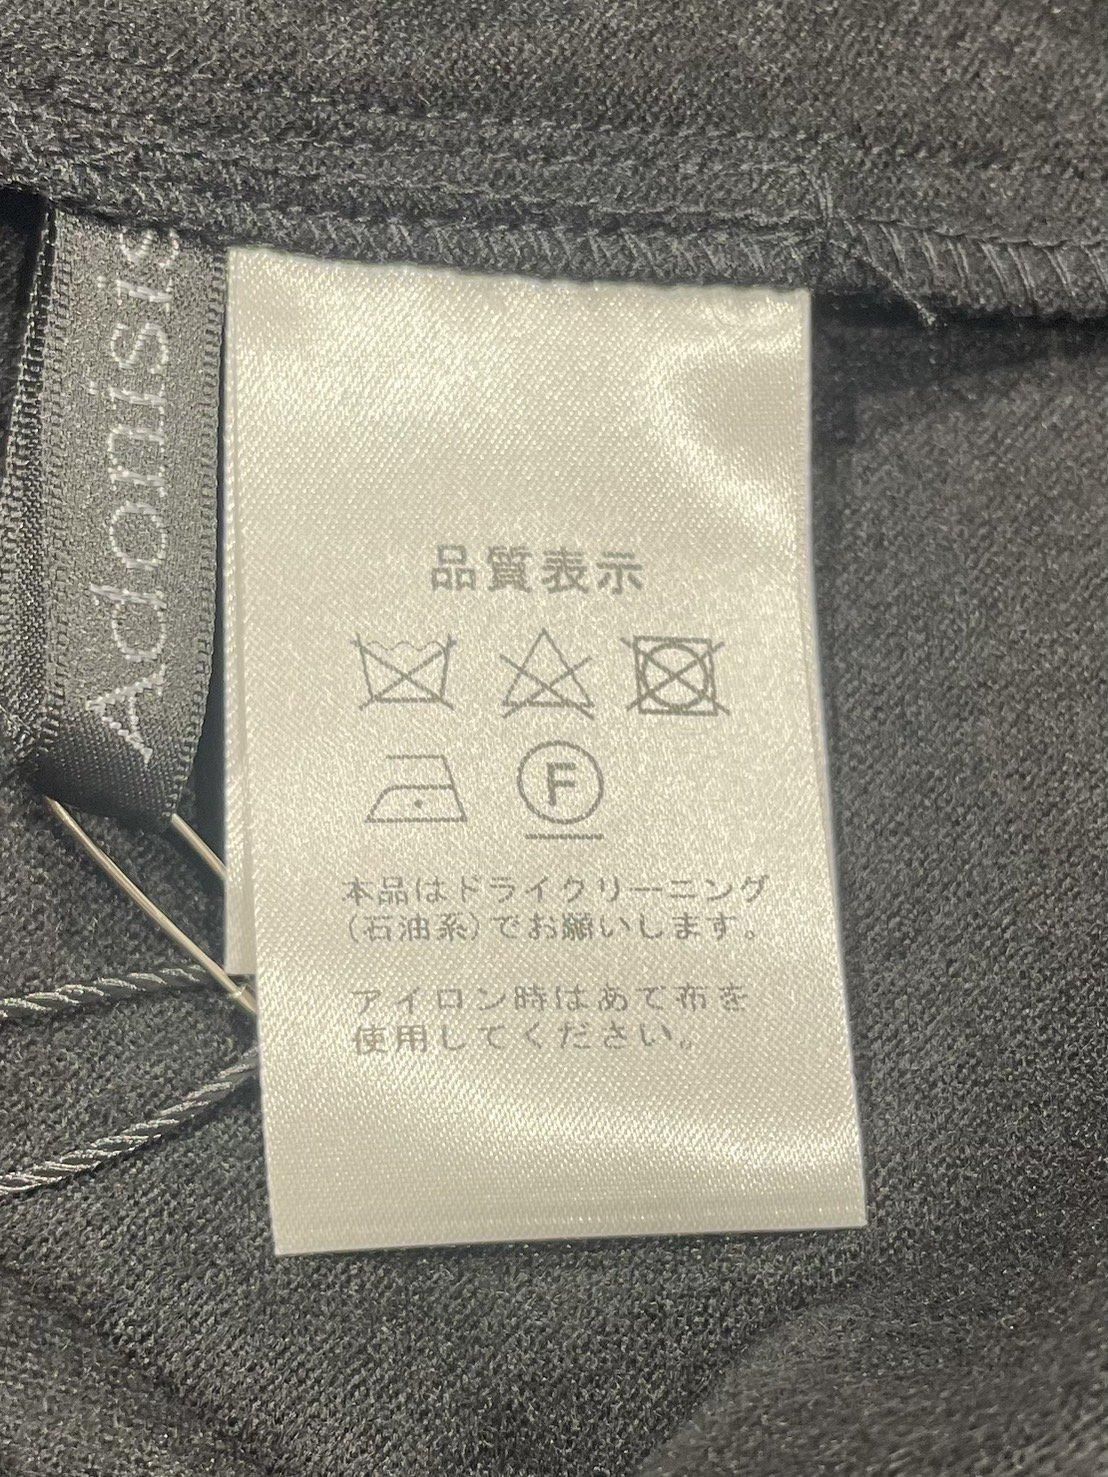 Adonisis
品質表示
F
本品はドライクリーニング
(石油系)でお願いします。
アイロン時はあて布を
使用してください。